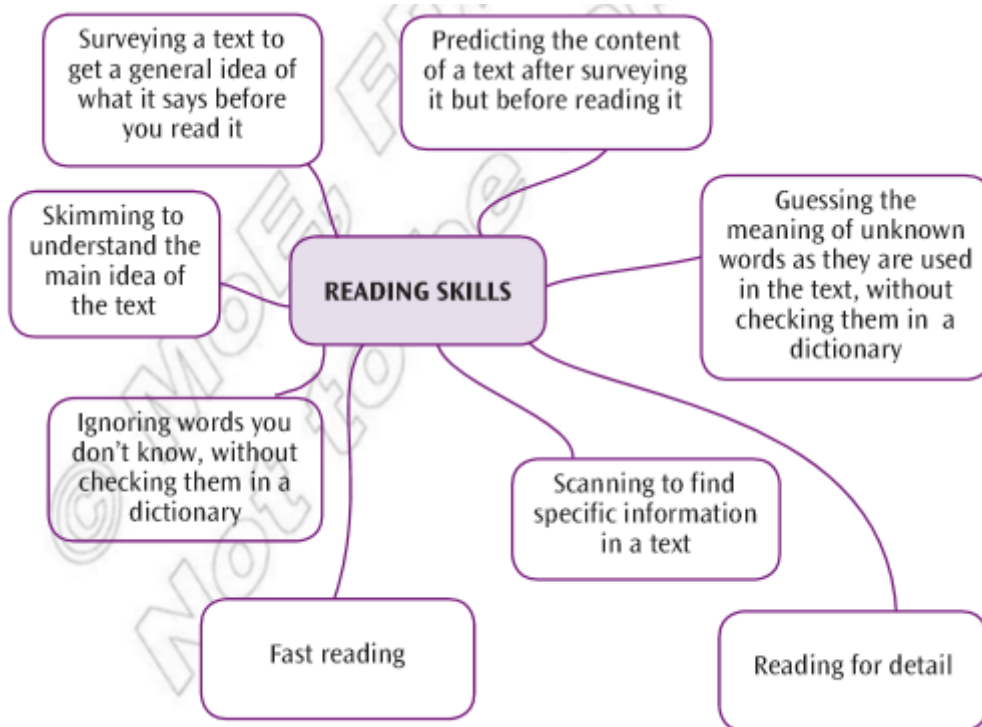 Surveying a text to
get a general idea of
what it says before
you read it
Predicting the content
of a text after surveying
it but before reading it
Skimming to
understand the
main idea of
the text
READING SKILLS
Guessing the
meaning of unknown
words as they are used
in the text, without
checking them in a
dictionary
Ignoring words you
don't know, without
checking them in a
dictionary
Scanning to find
specific information
in a text
Fast reading
Reading for detail
© MoE,
Not to be